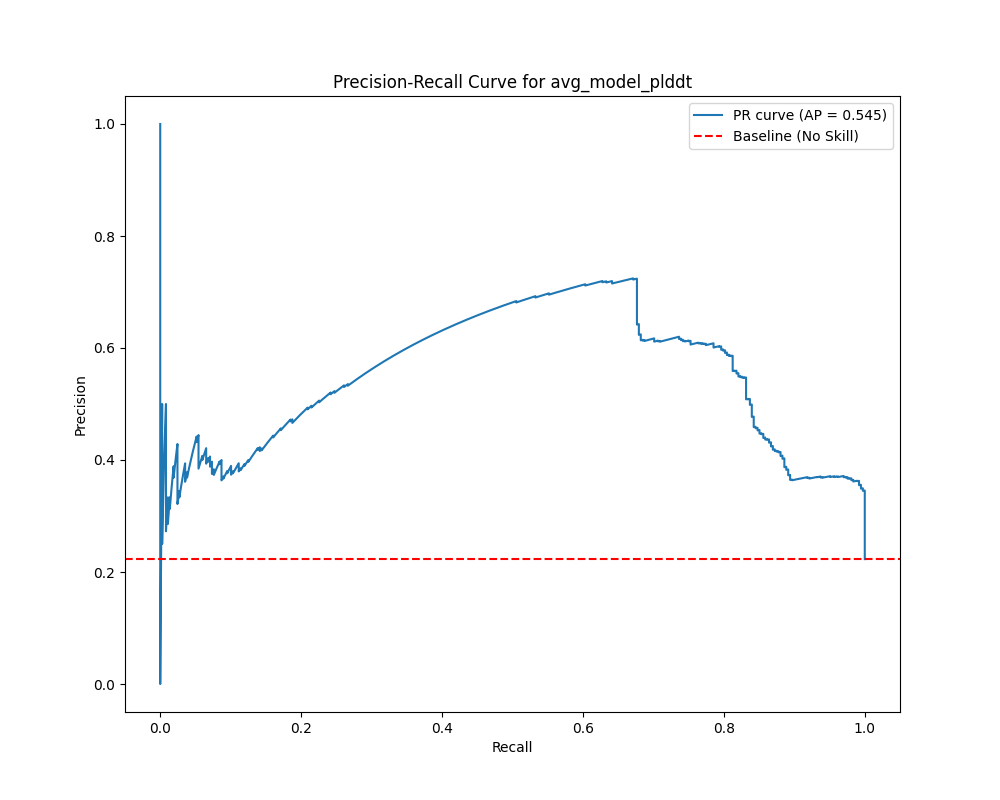 Precision-Recall Curve for avg_model_plddt
PR curve (AP = 0.545)
Baseline (No Skill)
1.0
0.8
0.6
0.4
0.2
0.0
Precision
0.0 0.2 0.4 0.6 0.8 1.0
Recall